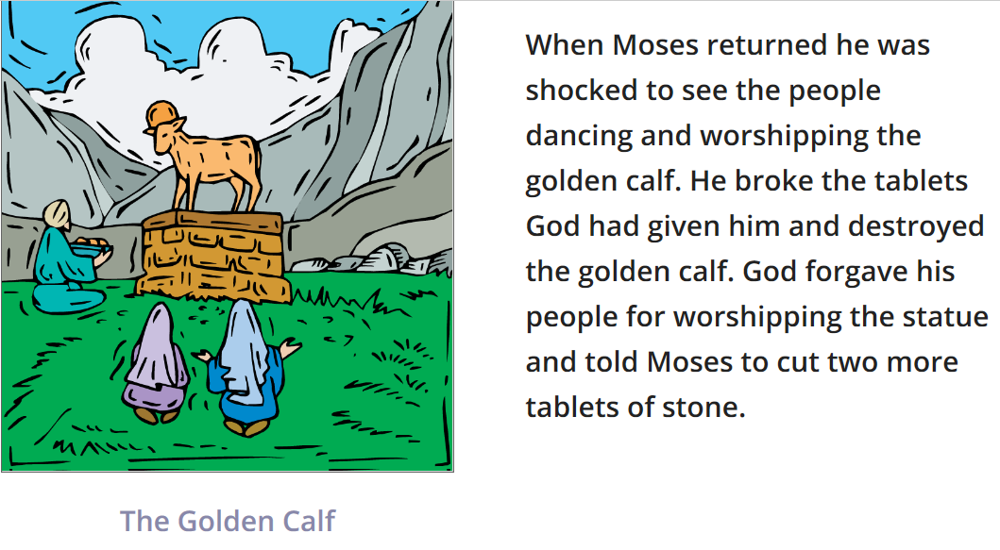 When Moses returned he was
shocked to see the people
dancing and worshipping the
golden calf. He broke the tablets
God had given him and destroyed
the golden calf. God forgave his
people for worshipping the statue
and told Moses to cut two more
tablets of stone.
The Golden Calf